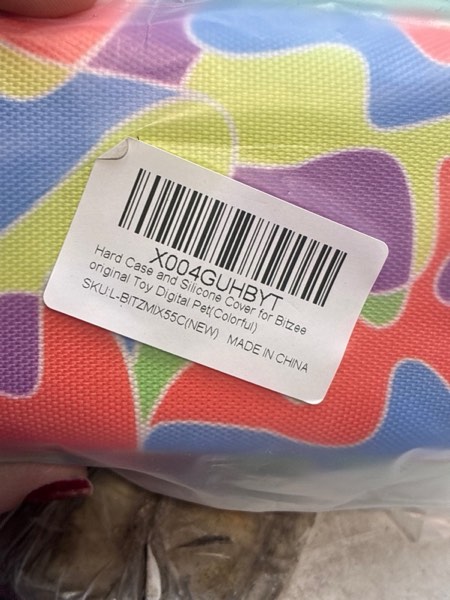 X004GUHBYT
Hard Case and Silicone Cover for Bitzee
original Toy Digital Pet(Colorful)
SKU:L-BITZMIX55C(NEW) MADE IN CHINA